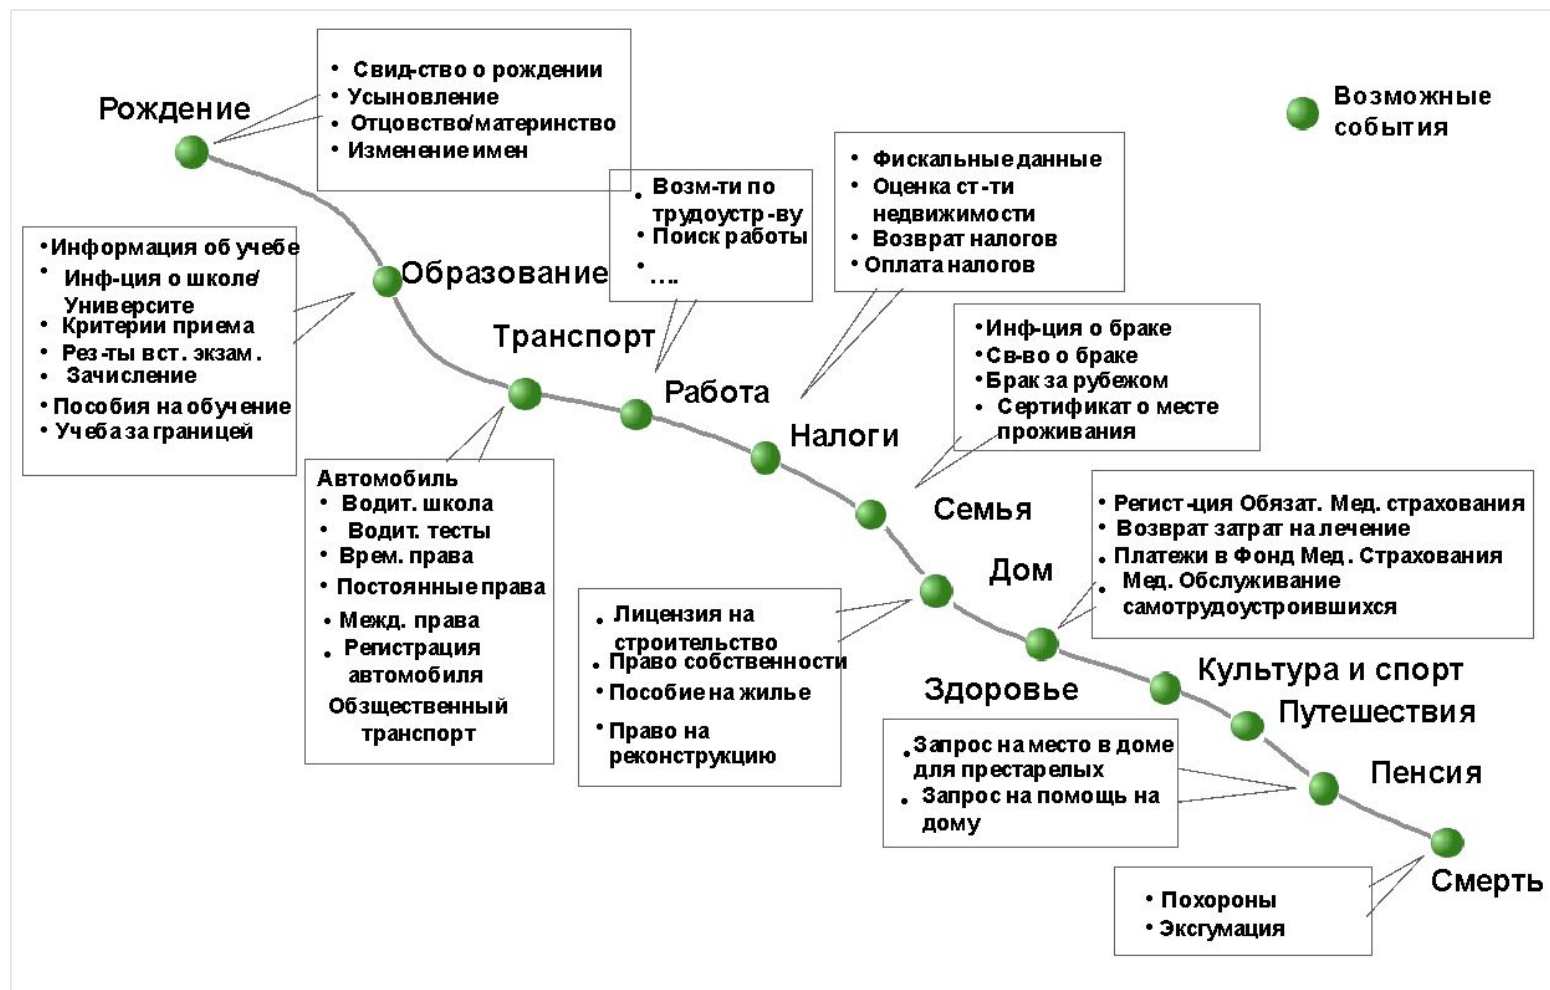 Рождение
• Свид-ство о рождении
• Усыновление
• Отцовство/материнство
• Изменение имен
Возможные
события
•Информация об учебе
• Инф-ция о школе/
Университе
• Критерии приема
• Рез-ты вст. экзам.
• Зачисление
• Пособия на обучение
• Учеба за границей
Образование
• Возм-ти по
трудоустр-ву
• Поиск работы
• ....
• Фискальные данные
• Оценка ст-ти
недвижимости
• Возврат налогов
• Оплата налогов
Транспорт
Работа
Налоги
•Инф-ция о браке
•Св-во о браке
•Брак за рубежом
• Сертификат о месте
проживания
Автомобиль
• Водит. школа
• Водит. тесты
• Врем. права
• Постоянные права
• Межд. права
• Регистрация
автомобиля
Обзщественный
транспорт
Семья
Дом
• Регист-ция Обязат. Мед. страхования
• Возврат затрат на лечение
• Платежи в Фонд Мед. Страхования
• Мед. Обслуживание
самотрудоустроившихся
• Лицензия на
строительство
• Право собственности
• Пособие на жилье
• Право на
реконструкцию
Здоровье
Культура и спорт
Путешествия
• Запрос на место в доме
для престарелых
• Запрос на помощь на
дому
Пенсия
Смерть
• Похороны
• Эксгумация